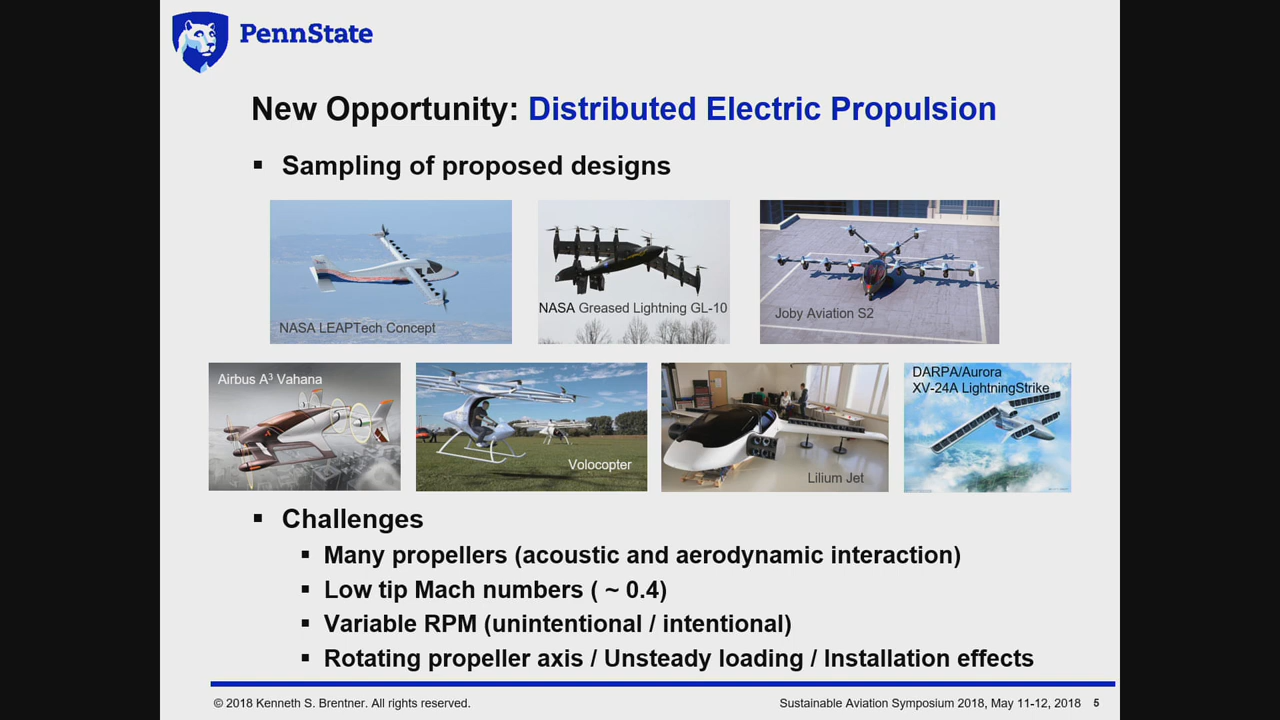 PennState
New Opportunity: Distributed Electric Propulsion
▪ Sampling of proposed designs
NASA LEAPTech Concept
NASA Greased Lightning GL-10
Joby Aviation S2
Airbus A³ Vahana
Volocopter
Lilium Jet
DARPA/Aurora
XV-24A LightningStrike
▪ Challenges
▪ Many propellers (acoustic and aerodynamic interaction)
▪ Low tip Mach numbers ( ~ 0.4)
▪ Variable RPM (unintentional / intentional)
▪ Rotating propeller axis / Unsteady loading / Installation effects
© 2018 Kenneth S. Brentner. All rights reserved.
Sustainable Aviation Symposium 2018, May 11-12, 2018 5